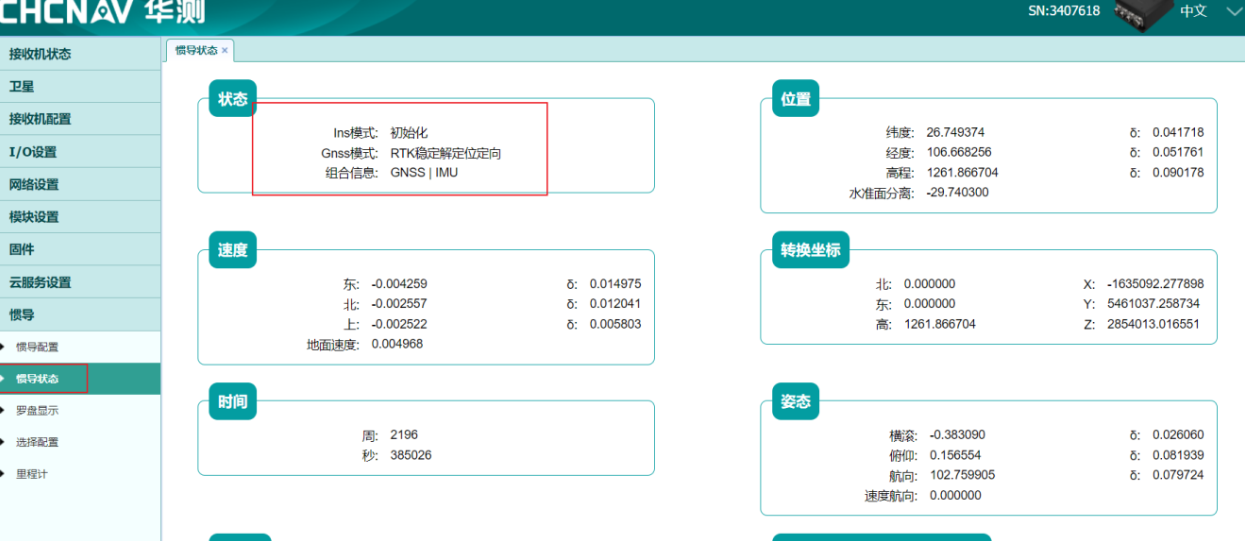 CHCNAV 华测
SN:3407618
中文
接收机状态
卫星
接收机配置
I/O设置
网络设置
模块设置
固件
云服务设置
惯导
惯导配置
惯导状态
罗盘显示
选择配置
里程计
惯导状态 ×
状态
Ins模式: 初始化
Gnss模式: RTK稳定解定位定向
组合信息: GNSS | IMU
位置
纬度: 26.749374 δ: 0.041718
经度: 106.668256 δ: 0.051761
高程: 1261.866704 δ: 0.090178
水准面分离: -29.740300
速度
东: -0.004259 δ: 0.014975
北: -0.002557 δ: 0.012041
上: -0.002522 δ: 0.005803
地面速度: 0.004968
转换坐标
北: 0.000000 X: -1635092.277898
东: 0.000000 Y: 5461037.258734
高: 1261.866704 Z: 2854013.016551
时间
周: 2196
秒: 385026
姿态
横滚: -0.383090 δ: 0.026060
俯仰: 0.156554 δ: 0.081939
航向: 102.759905 δ: 0.079724
速度航向: 0.000000